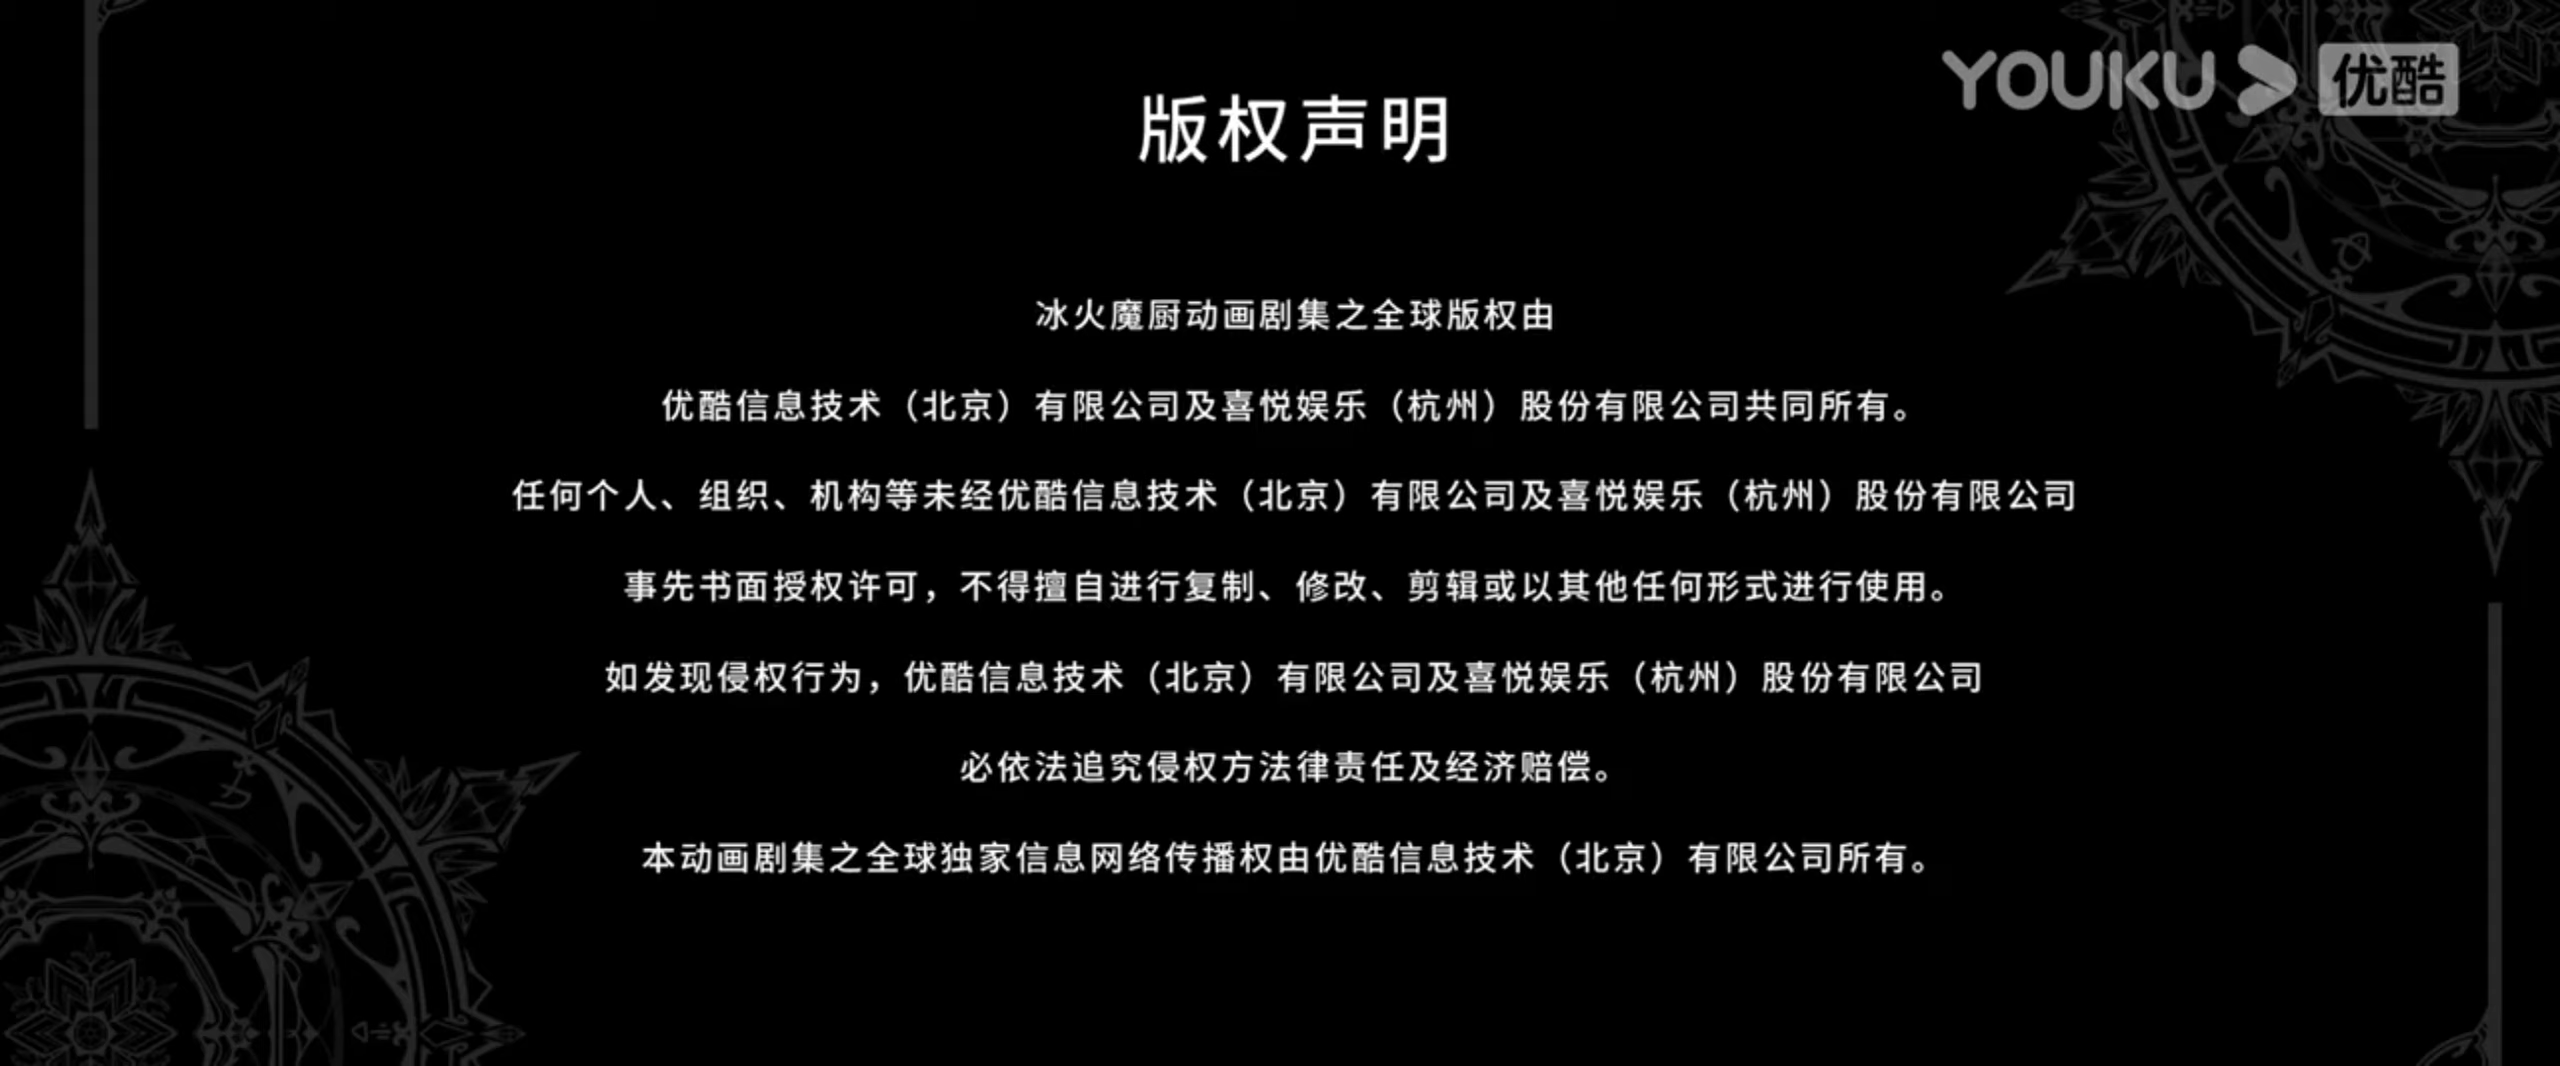 YOUKU 优酷
版权声明
冰火魔厨动画剧集之全球版权由
优酷信息技术（北京）有限公司及喜悦娱乐（杭州）股份有限公司共同所有。
任何个人、组织、机构等未经优酷信息技术（北京）有限公司及喜悦娱乐（杭州）股份有限公司
事先书面授权许可，不得擅自进行复制、修改、剪辑或以其他任何形式进行使用。
如发现侵权行为，优酷信息技术（北京）有限公司及喜悦娱乐（杭州）股份有限公司
必依法追究侵权方法律责任及经济赔偿。
本动画剧集之全球独家信息网络传播权由优酷信息技术（北京）有限公司所有。